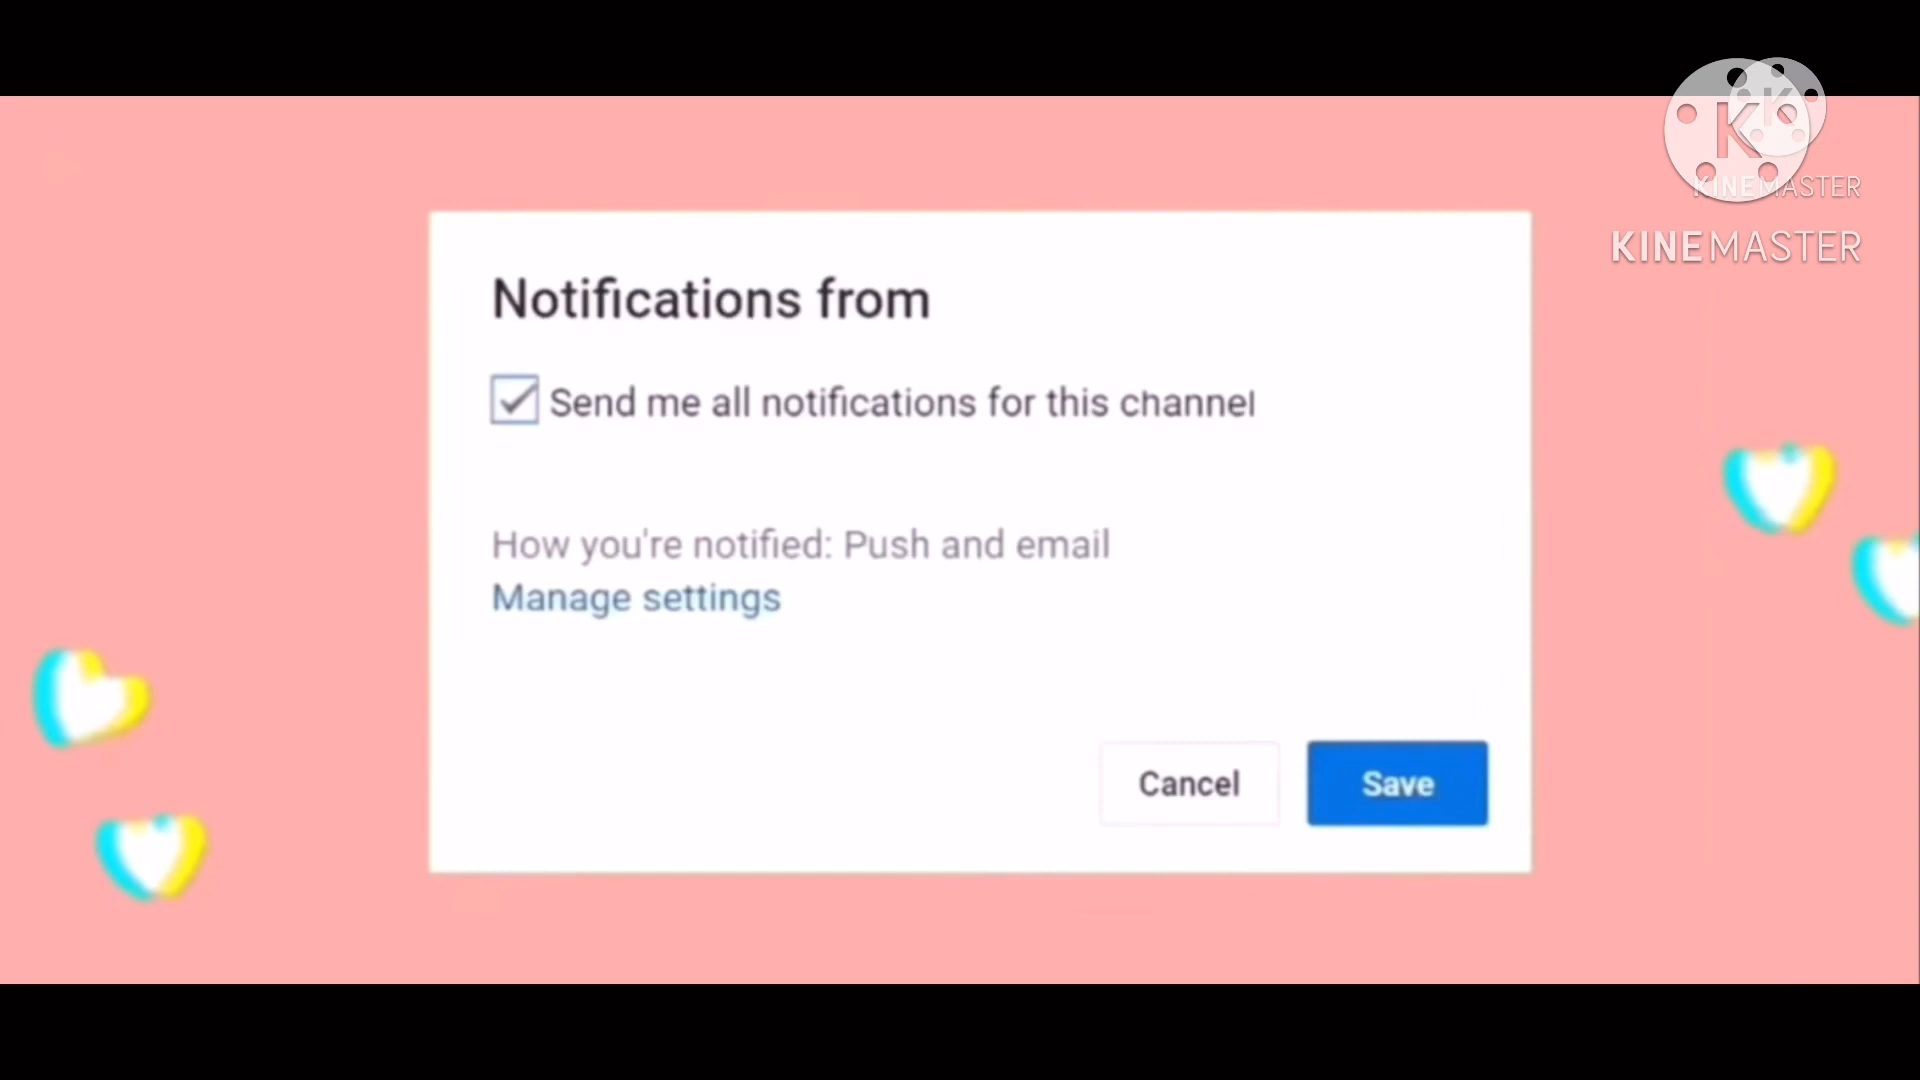 KINEMASTER
KINEMASTER
Notifications from
Send me all notifications for this channel
How you're notified: Push and email
Manage settings
Cancel
Save